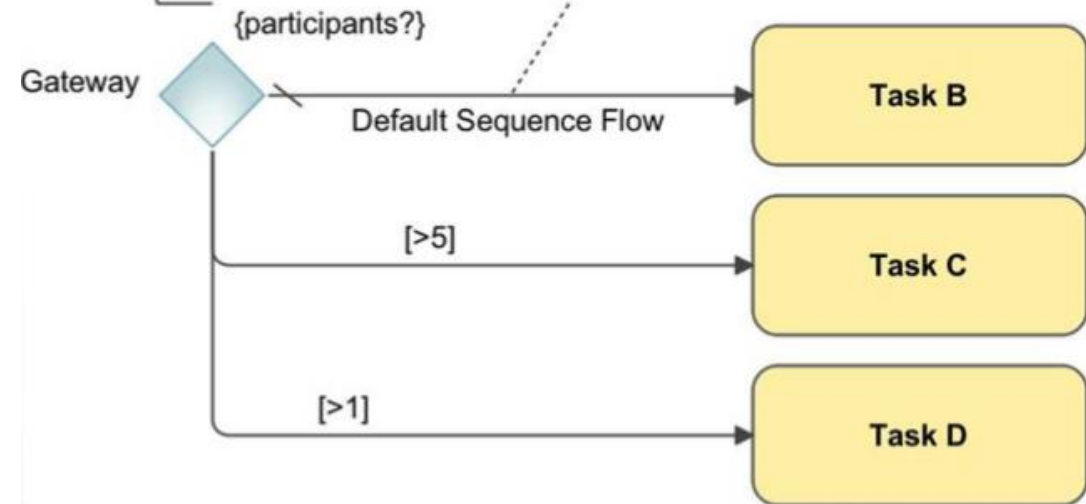 {participants?}
Gateway
Task B
Default Sequence Flow
[>5]
Task C
[>1]
Task D